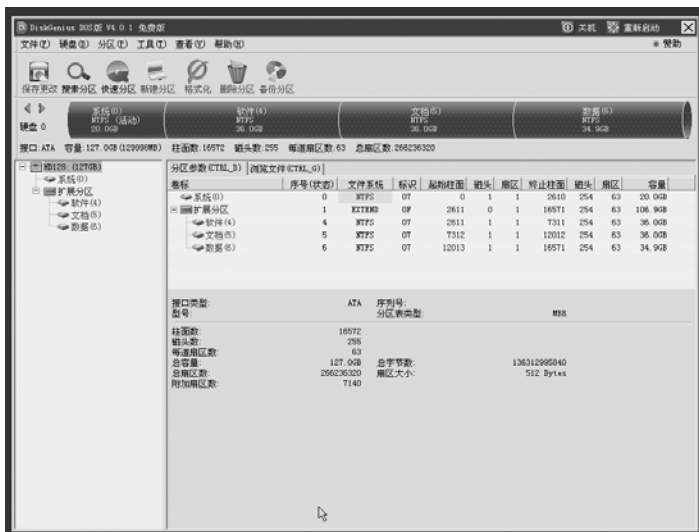 DiskGenius DOS版 V4.0.1 免费版 关机 重新启动
文件(F) 硬盘(D) 分区(P) 工具(T) 查看(V) 帮助(H) 赞助
保存更改 搜索分区 快速分区 新建分区 格式化 删除分区 备份分区
系统(0) 软件(4) 文档(5) 数据(6)
NTFS (活动) NTFS NTFS NTFS
20.0GB 36.0GB 36.0GB 34.9GB
硬盘 0
接口:ATA 容量:127.0GB(129998MB) 柱面数:16572 磁头数:255 每道扇区数:63 总扇区数:266236320
HD128: (127GB)
系统(0)
扩展分区
软件(4)
文档(5)
数据(6)
分区参数(CTRL_D) 浏览文件(CTRL_G)
卷标 序号(状态) 文件系统 标识 起始柱面 磁头 扇区 终止柱面 磁头 扇区 容量
系统(0) 0 NTFS 07 0 1 1 2610 254 63 20.0GB
扩展分区 1 EXTEND 0F 2611 0 1 16571 254 63 106.9GB
软件(4) 4 NTFS 07 2611 1 1 7311 254 63 36.0GB
文档(5) 5 NTFS 07 7312 1 1 12012 254 63 36.0GB
数据(6) 6 NTFS 07 12013 1 1 16571 254 63 34.9GB
接口类型: ATA 序列号:
型号: 分区表类型: MBR
柱面数: 16572
磁头数: 255
每道扇区数: 63
总容量: 127.0GB 总字节数: 136312995840
总扇区数: 266236320 扇区大小: 512 Bytes
附加扇区数: 7140